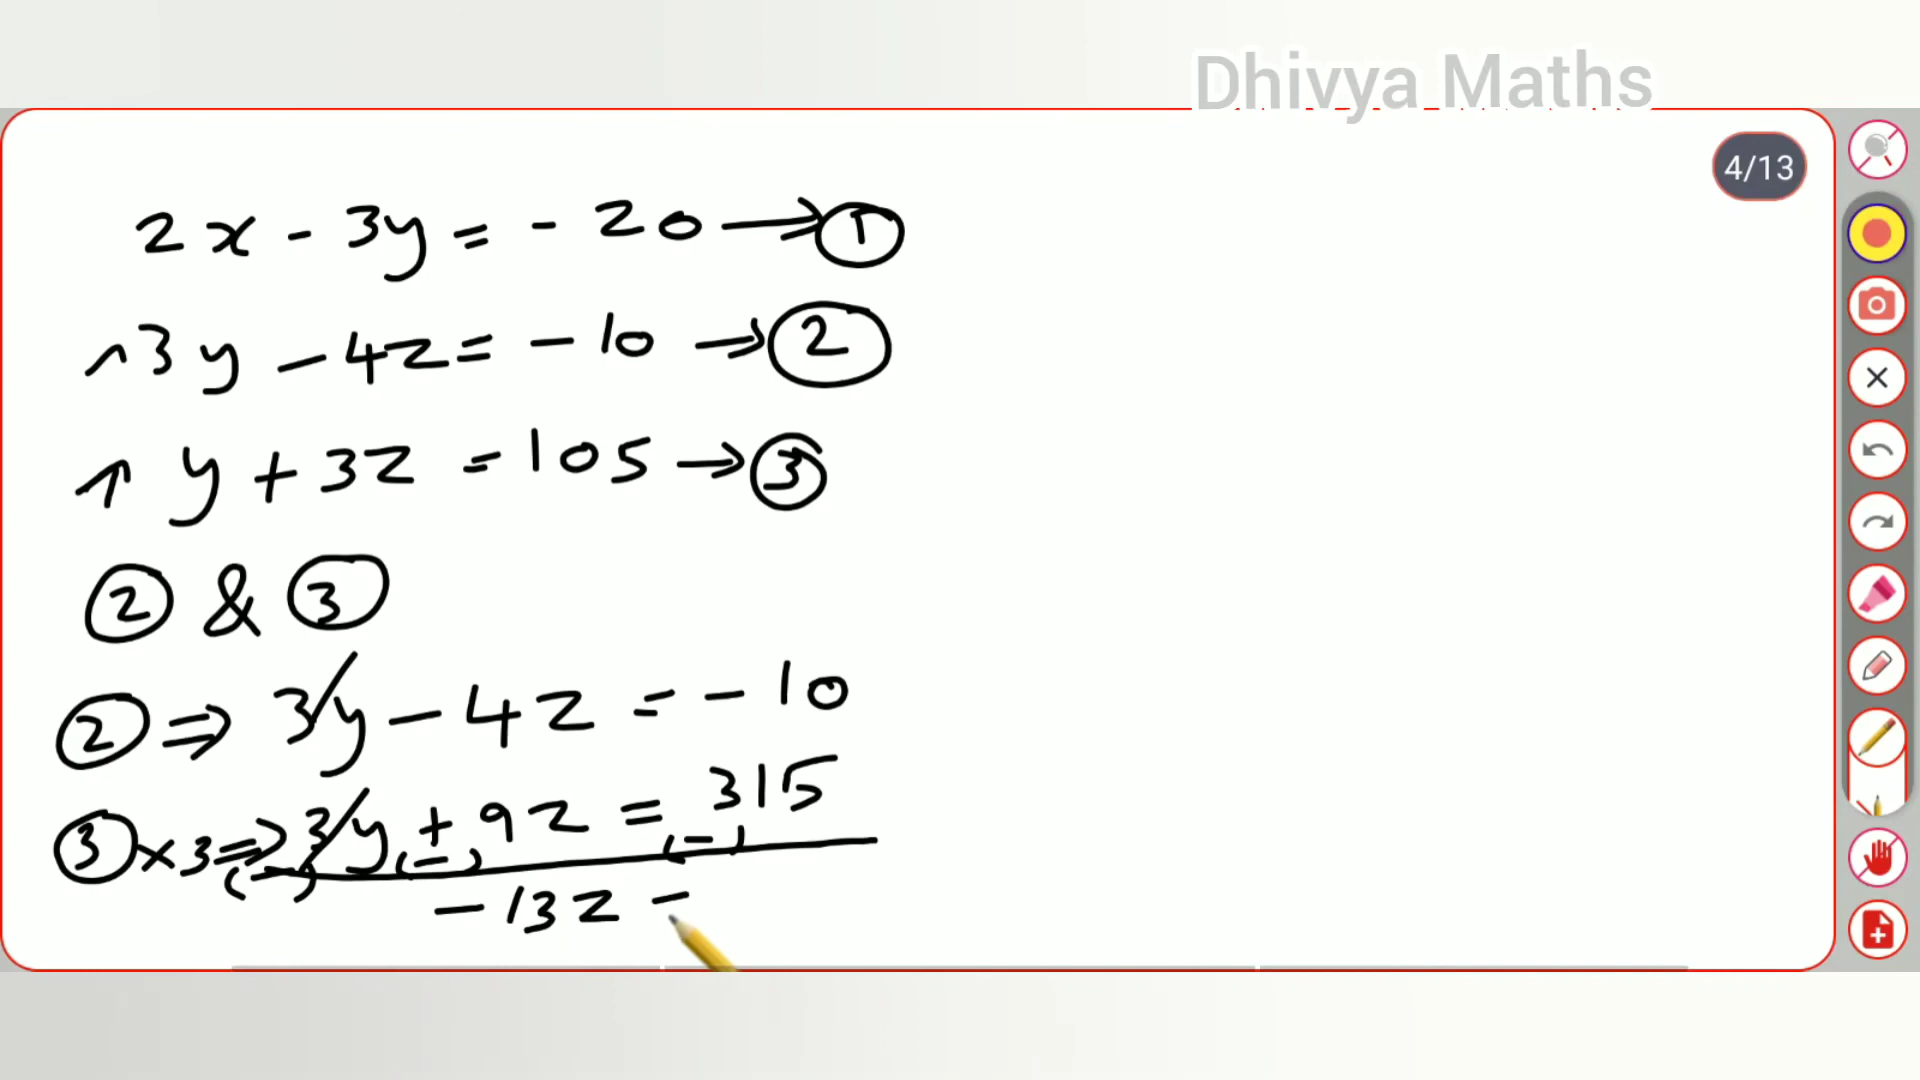 Dhivya Maths
4/13
2x - 3y = - 20 → ①
3y - 4z = - 10 → ②
y + 3z = 105 → ③
② & ③
② ⇒ 3y - 4z = - 10
③ × 3 ⇒ 3y + 9z = 315
(-) (-) (-)
- 13z =